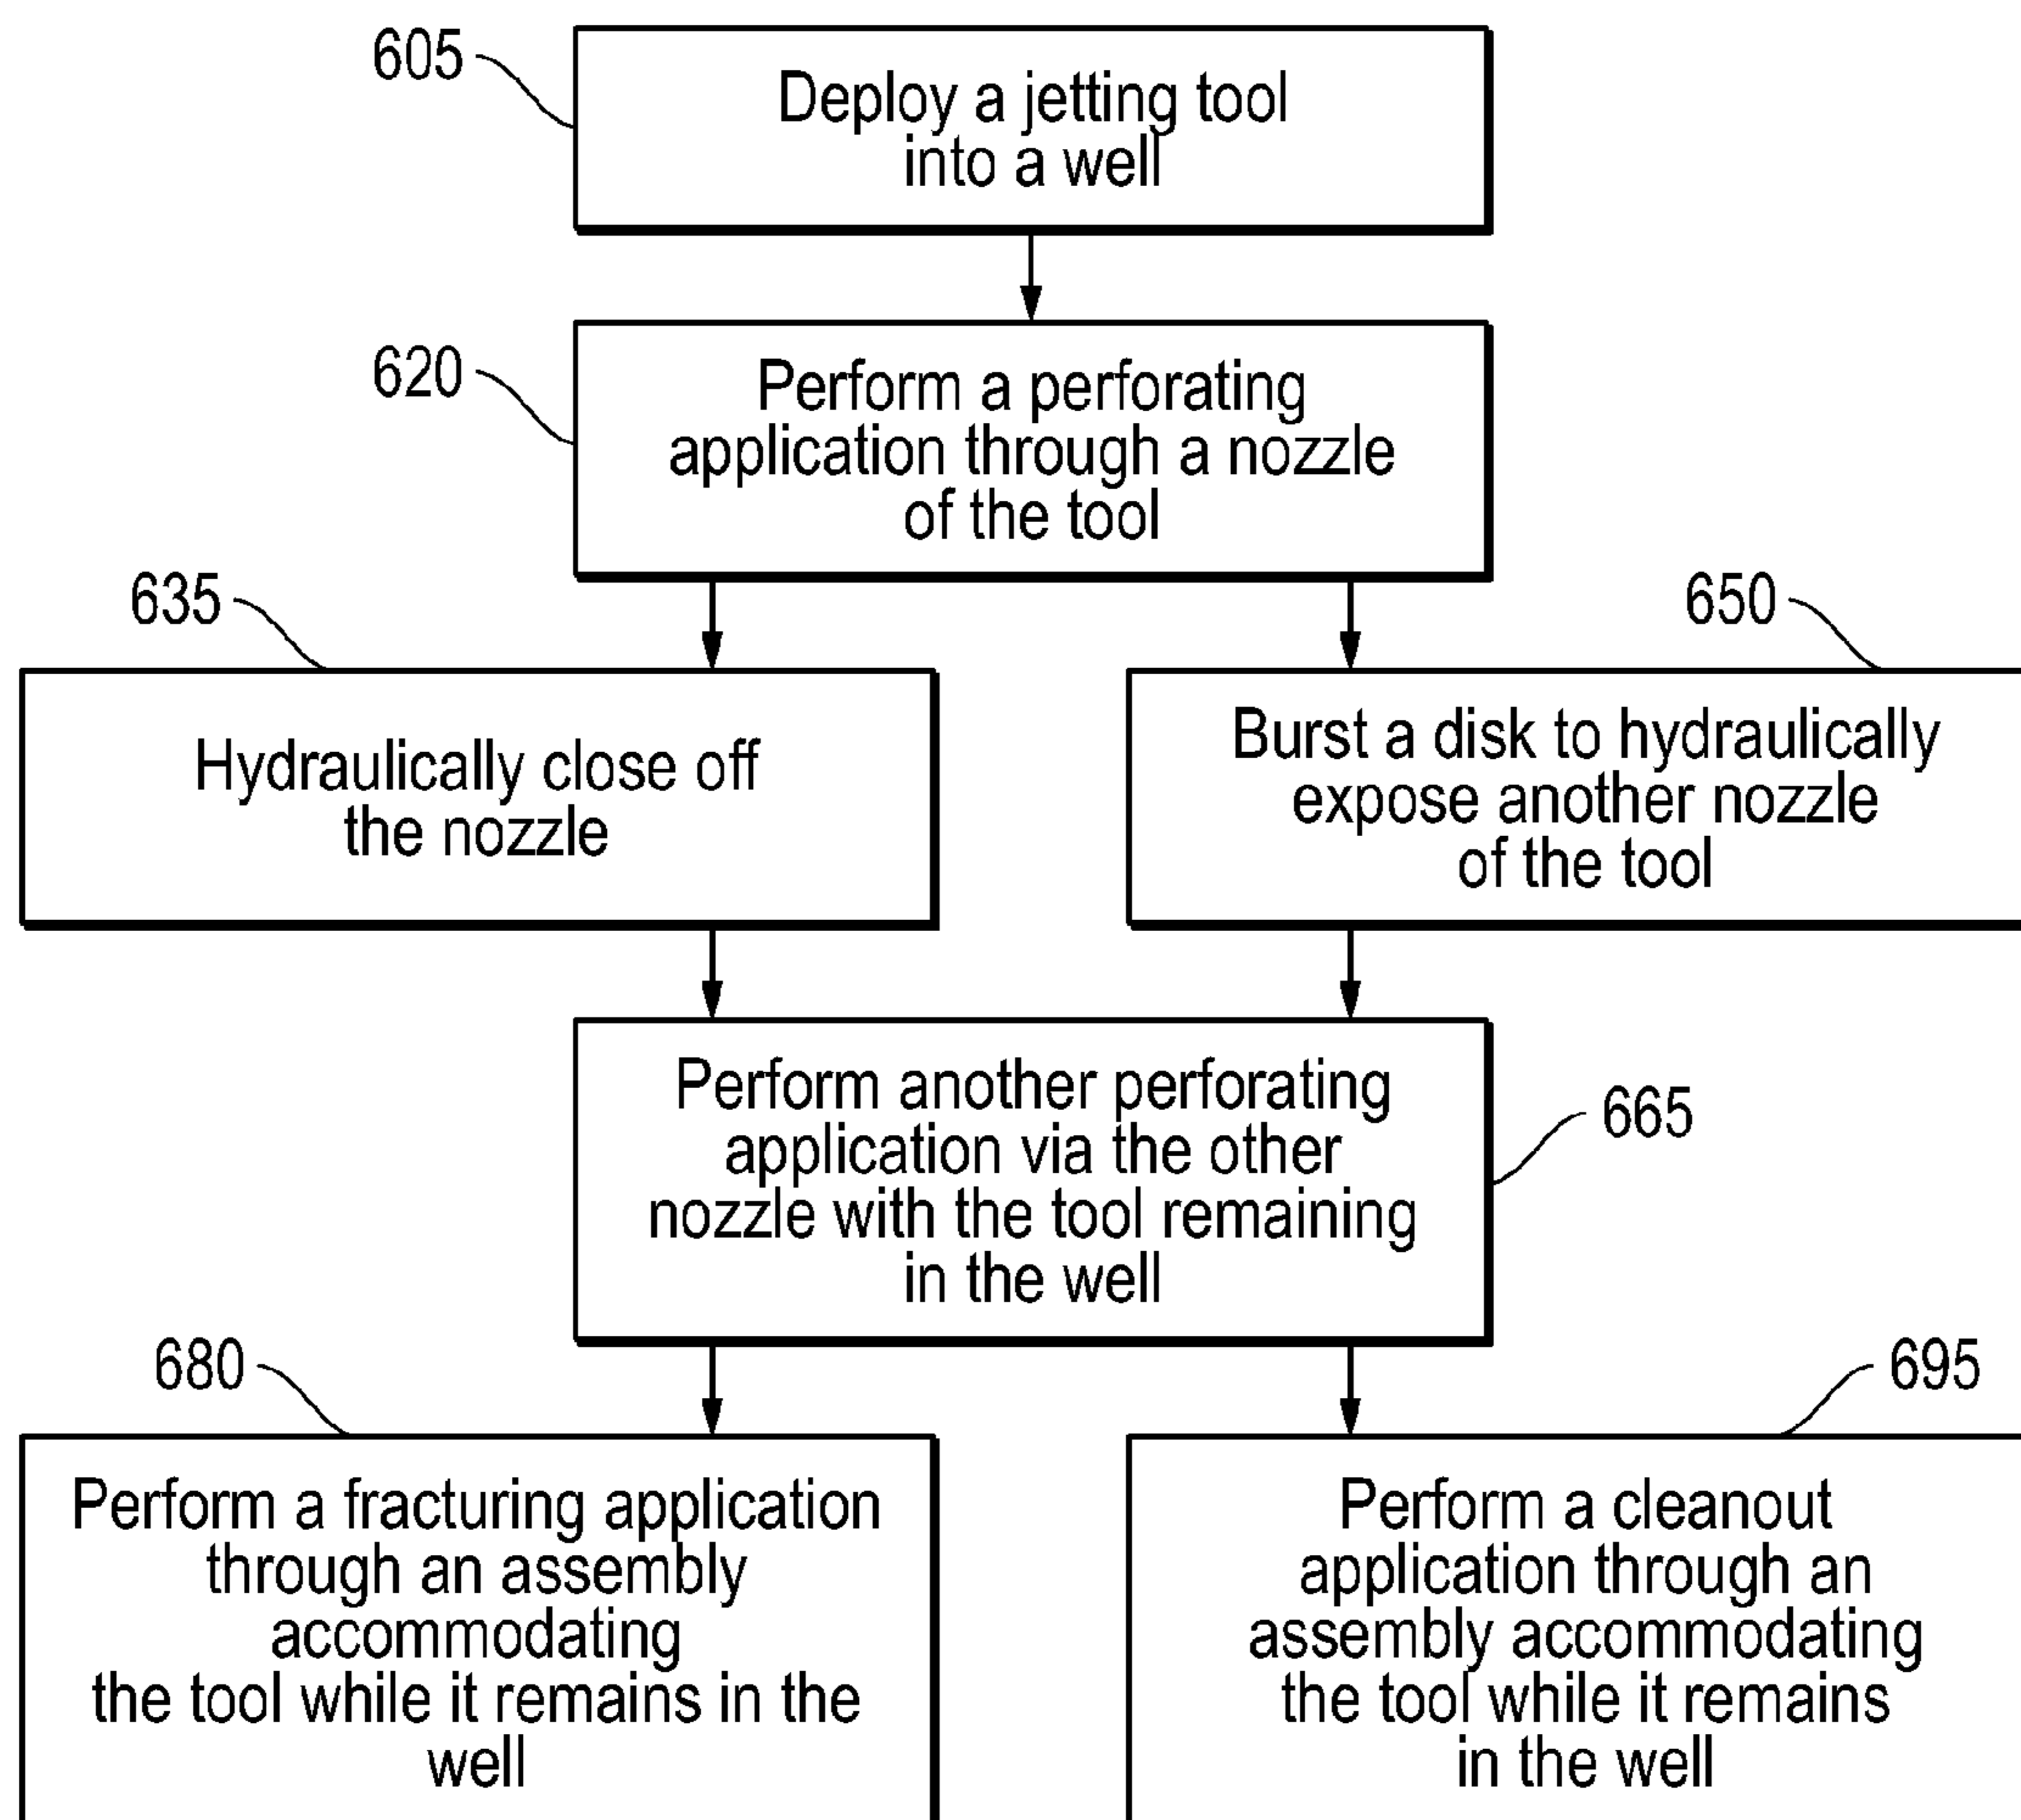 605
Deploy a jetting tool
into a well
620
Perform a perforating
application through a nozzle
of the tool
635
Hydraulically close off
the nozzle
650
Burst a disk to hydraulically
expose another nozzle
of the tool
Perform another perforating
application via the other
nozzle with the tool remaining
in the well
665
680
Perform a fracturing application
through an assembly
accommodating
the tool while it remains in the
well
695
Perform a cleanout
application through an
assembly accommodating
the tool while it remains
in the well